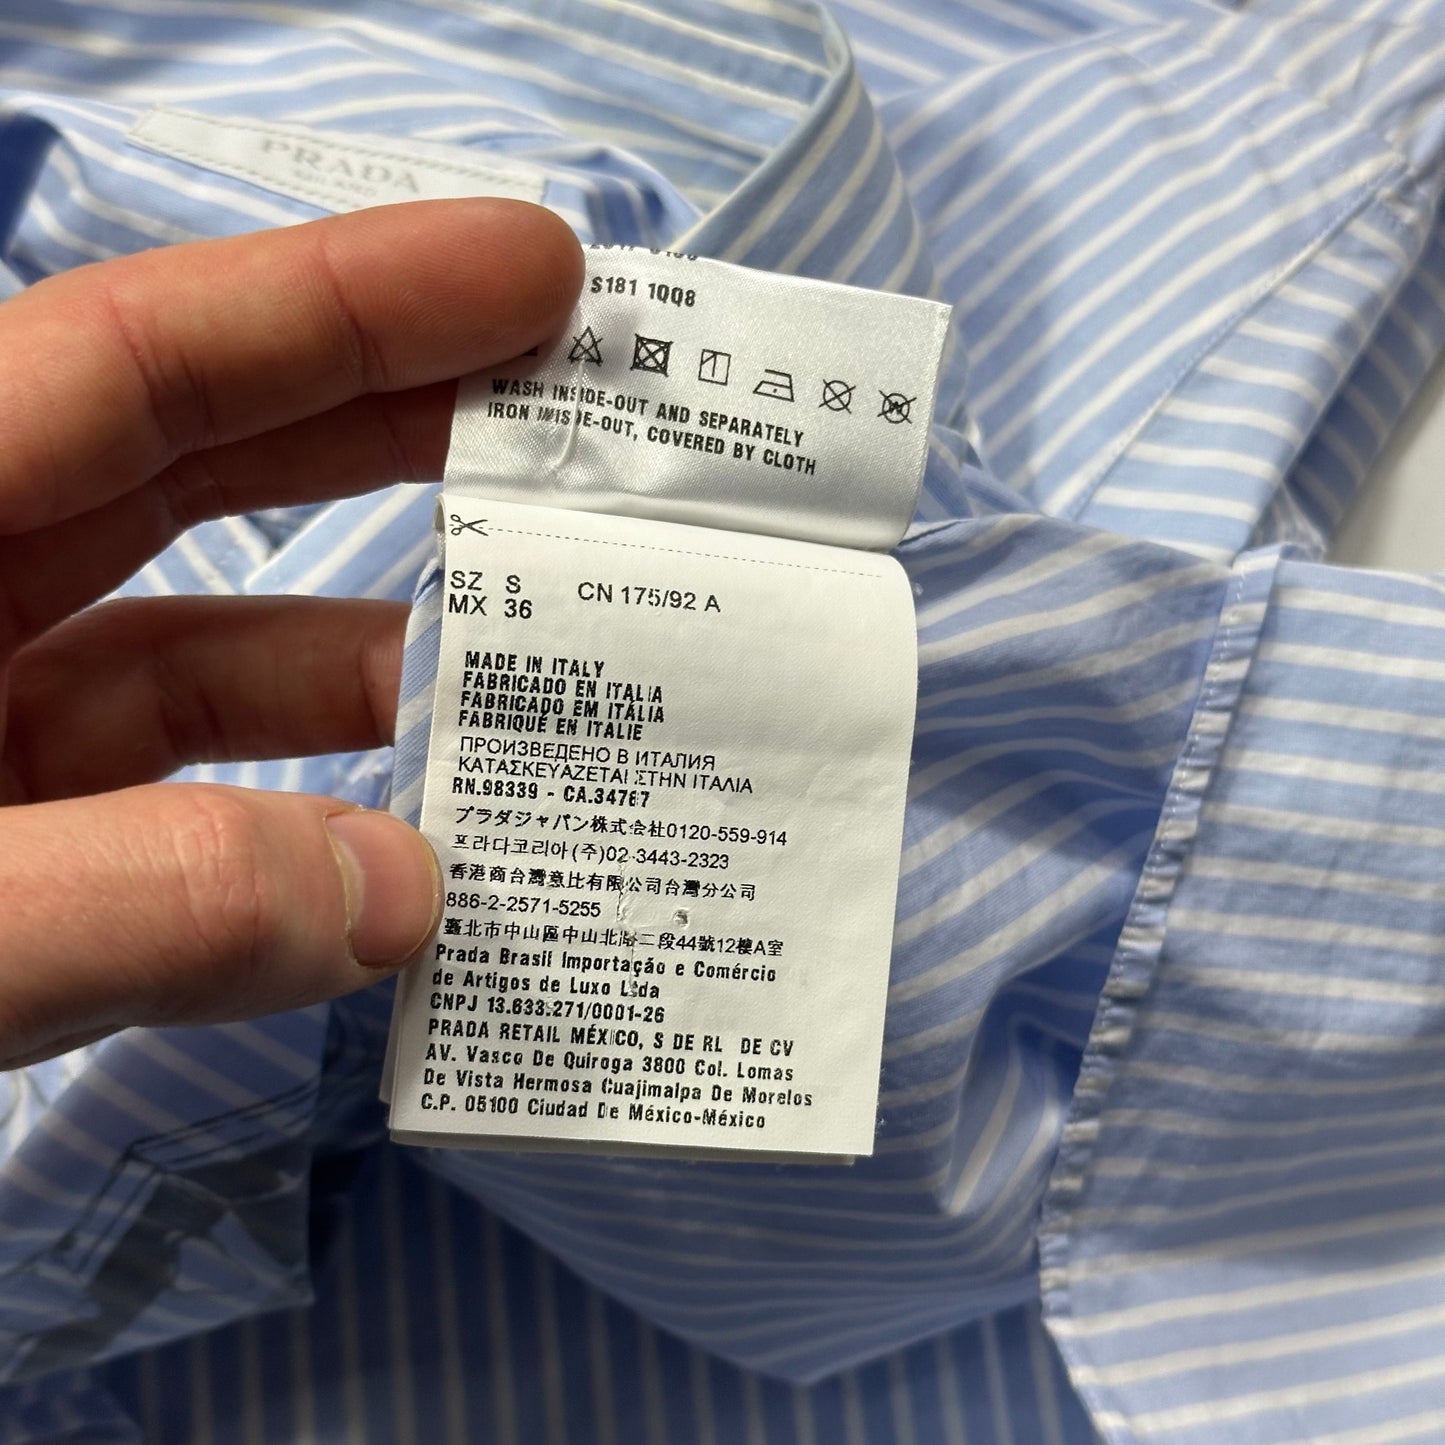 PRADA
MILANO
S181 1QQ8
WASH INSIDE-OUT AND SEPARATELY
IRON INSIDE-OUT, COVERED BY CLOTH
SZ S CN 175/92 A
MX 36
MADE IN ITALY
FABRICADO EN ITALIA
FABRICADO EM ITÁLIA
FABRIQUÉ EN ITALIE
ПРОИЗВЕДЕНО В ИТАЛИЯ
ΚΑΤΑΣΚΕΥΑΖΕΤΑΙ ΣΤΗΝ ΙΤΑΛΙΑ
RN.98339 - CA.34787
プラダジャパン株式会社0120-559-914
프라다코리아(주)02-3443-2323
香港商台灣意比有限公司台灣分公司
886-2-2571-5255
臺北市中山區中山北路二段44號12樓A室
Prada Brasil Importação e Comércio
de Artigos de Luxo Ltda
CNPJ 13.633.271/0001-26
PRADA RETAIL MÉXICO, S DE RL DE CV
AV. Vasco De Quiroga 3800 Col. Lomas
De Vista Hermosa Cuajimalpa De Morelos
C.P. 05100 Ciudad De México-México